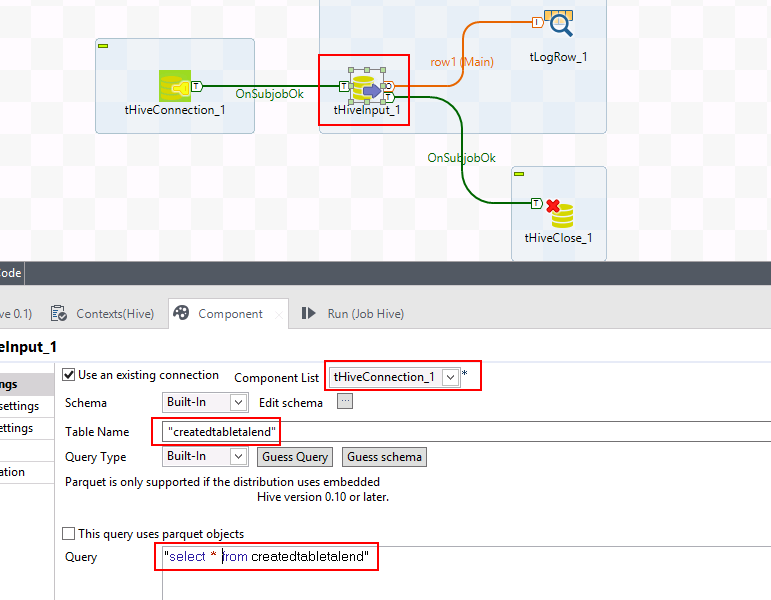 row1 (Main)
I
tLogRow_1
T
OnSubjobOk
T
O
T
tHiveConnection_1
tHiveInput_1
OnSubjobOk
T
tHiveClose_1
ode
ve 0.1)
Contexts(Hive)
Component
Run (Job Hive)
eInput_1
ngs
settings
ettings
ation
Use an existing connection
Component List
tHiveConnection_1
*
Schema
Built-In
Edit schema
...
Table Name
"createdtabletalend"
Query Type
Built-In
Guess Query
Guess schema
Parquet is only supported if the distribution uses embedded
Hive version 0.10 or later.
This query uses parquet objects
Query
"select * from createdtabletalend"